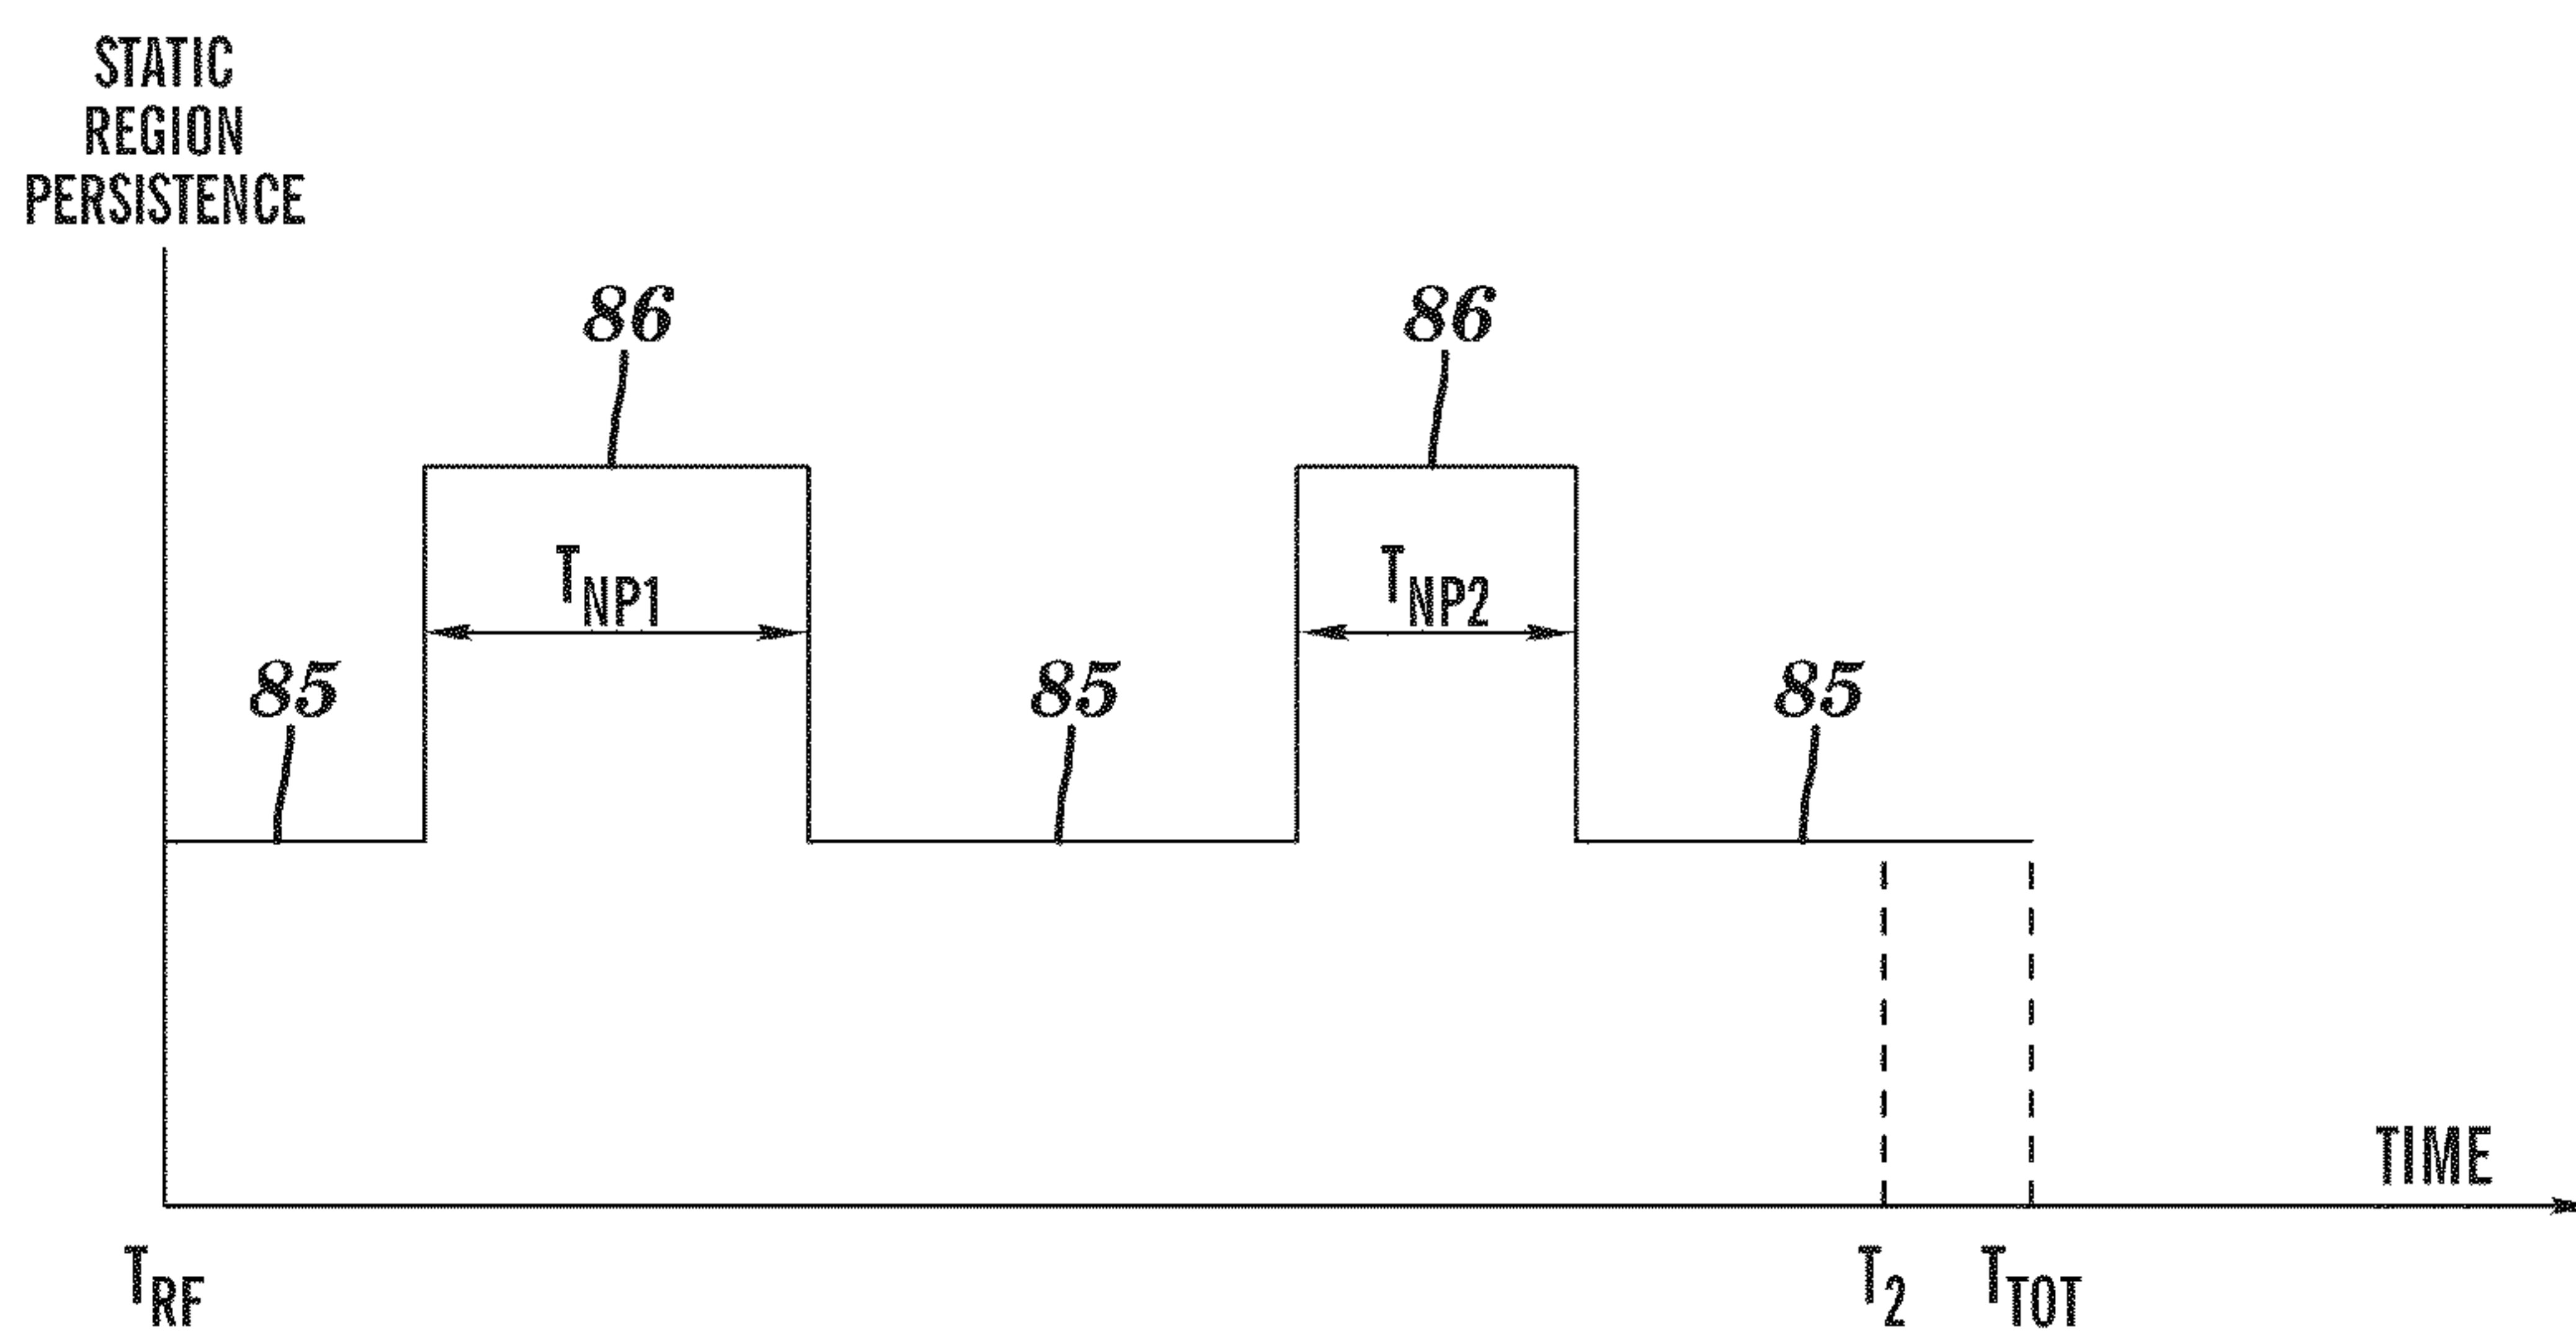 STATIC
REGION
PERSISTENCE
86
86
TNP1
TNP2
85
85
85
TIME
TRF
T2
TTOT